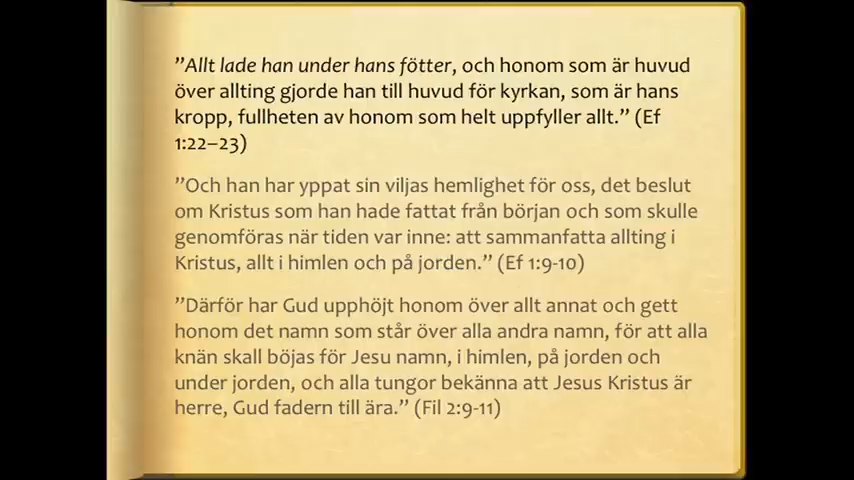 ”Allt lade han under hans fötter, och honom som är huvud
över allting gjorde han till huvud för kyrkan, som är hans
kropp, fullheten av honom som helt uppfyller allt.” (Ef
1:22–23)
”Och han har yppat sin viljas hemlighet för oss, det beslut
om Kristus som han hade fattat från början och som skulle
genomföras när tiden var inne: att sammanfatta allting i
Kristus, allt i himlen och på jorden.” (Ef 1:9-10)
”Därför har Gud upphöjt honom över allt annat och gett
honom det namn som står över alla andra namn, för att alla
knän skall böjas för Jesu namn, i himlen, på jorden och
under jorden, och alla tungor bekänna att Jesus Kristus är
herre, Gud fadern till ära.” (Fil 2:9-11)